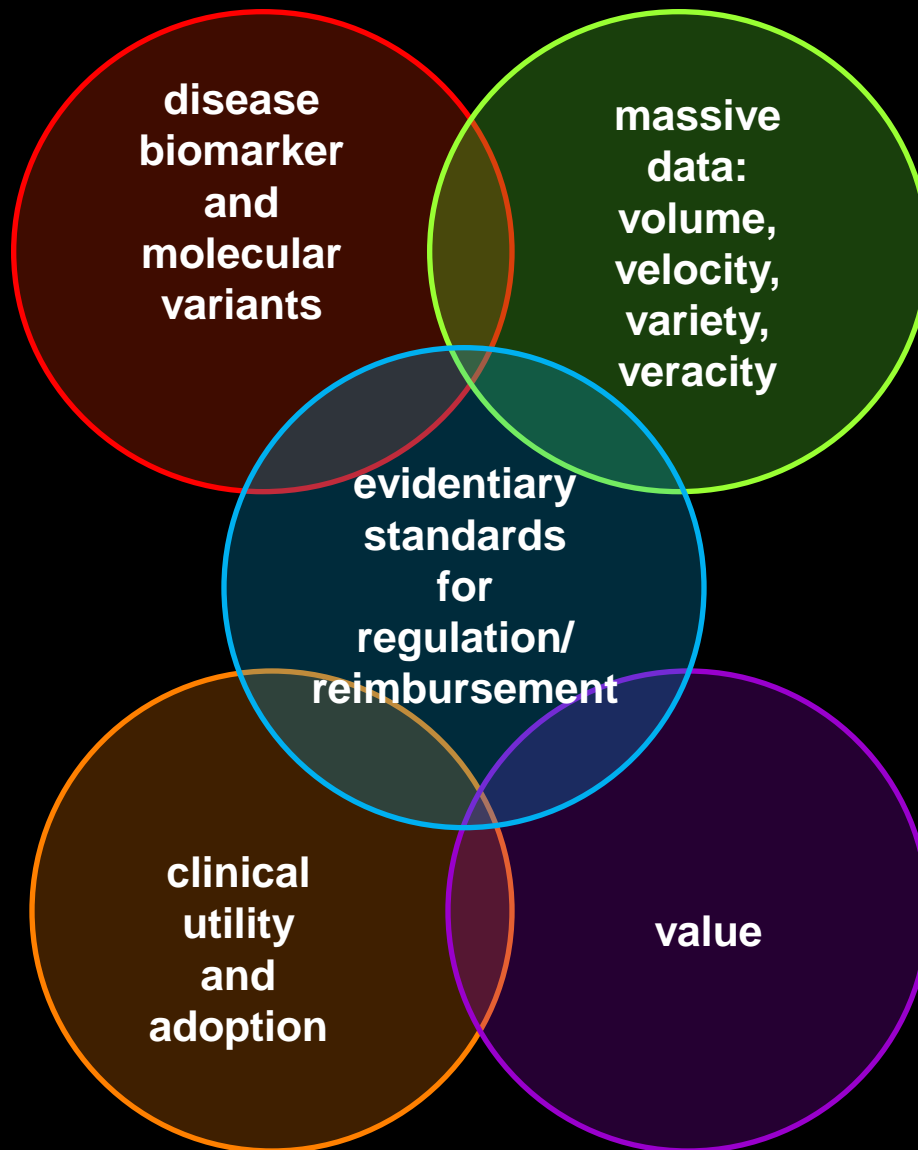 disease
biomarker
and
molecular
variants
massive
data:
volume,
velocity,
variety,
veracity
evidentiary
standards
for
regulation/
reimbursement
clinical
utility
and
adoption
value